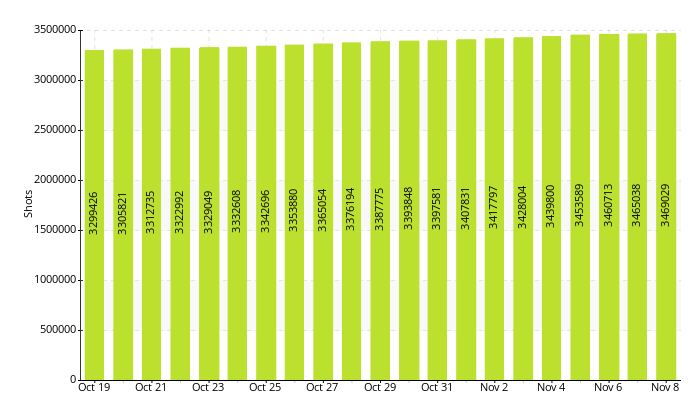 3500000
3000000
2500000
2000000
1500000
1000000
500000
0
Shots
3299426
3305821
3312735
3322992
3329049
3332608
3342696
3353880
3365054
3376194
3387775
3393848
3397581
3407831
3417797
3428004
3439800
3453589
3460713
3465038
3469029
Oct 19
Oct 21
Oct 23
Oct 25
Oct 27
Oct 29
Oct 31
Nov 2
Nov 4
Nov 6
Nov 8